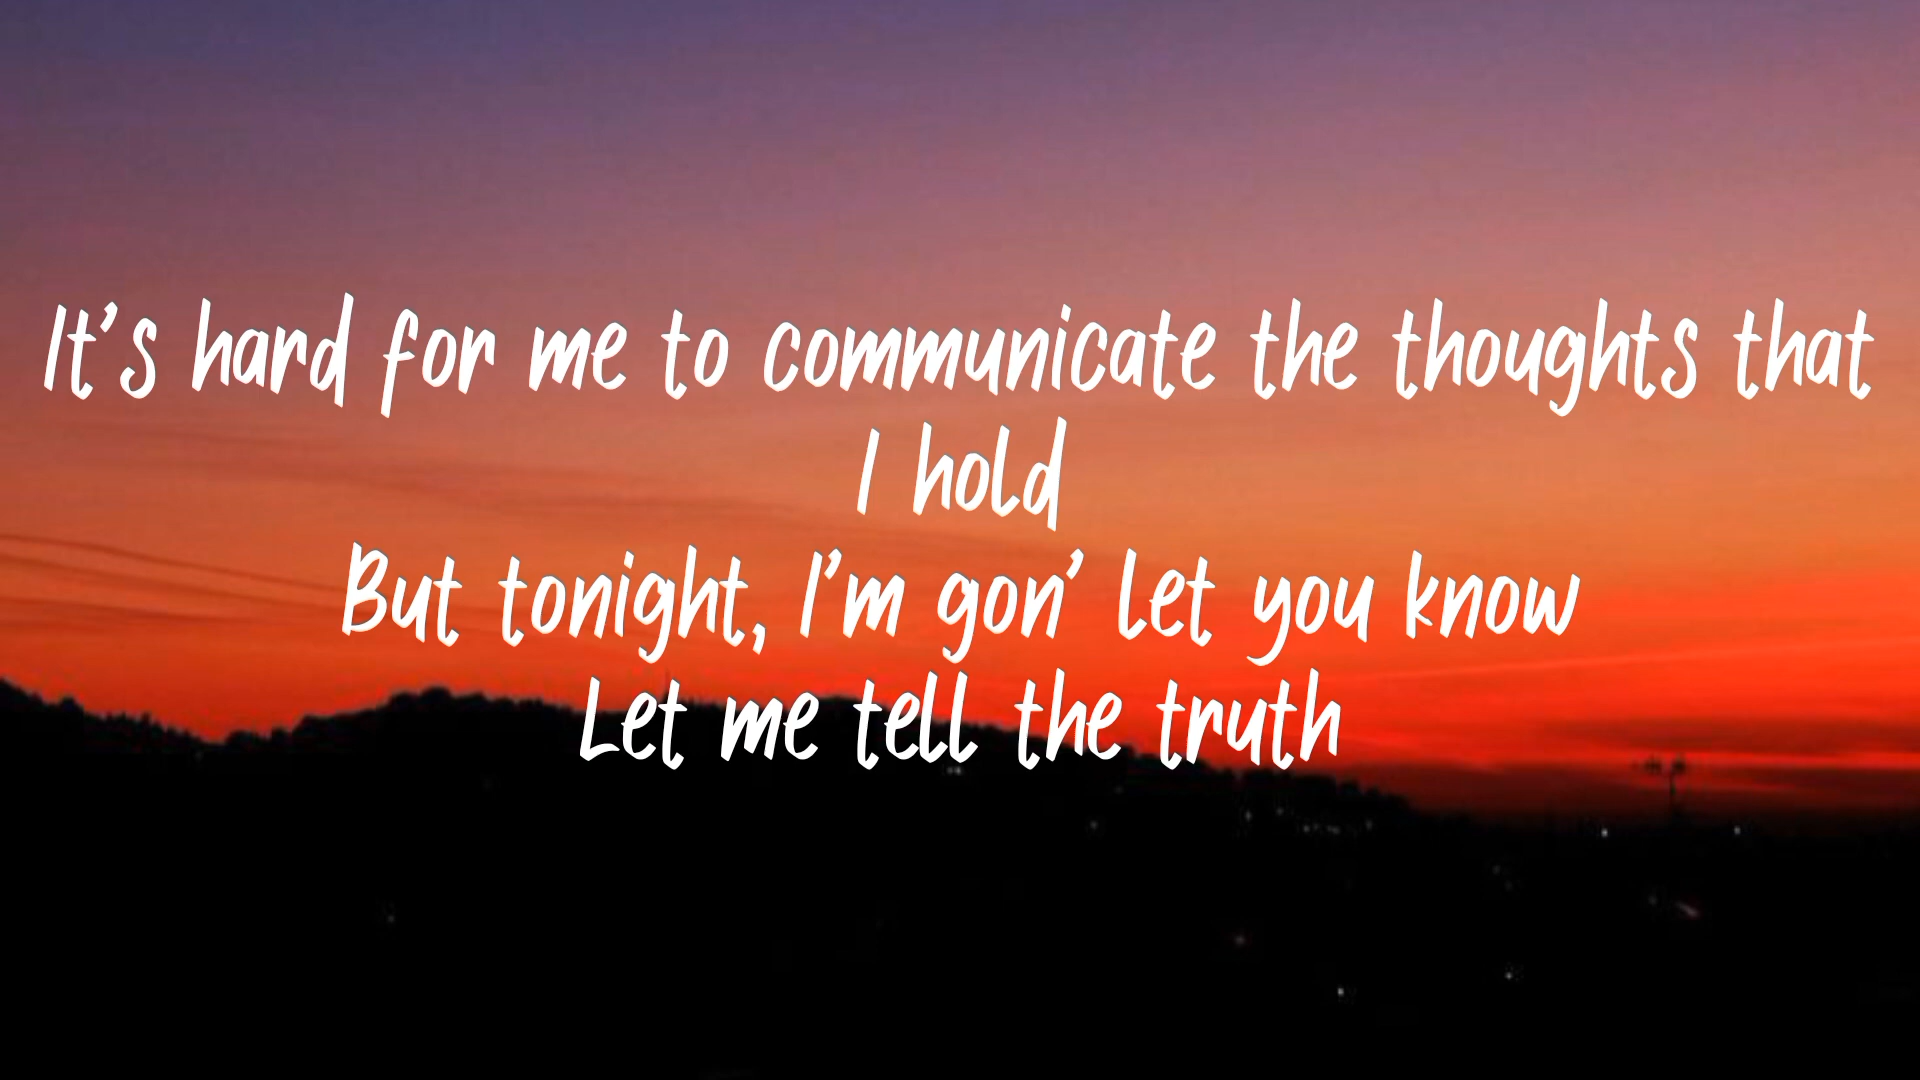 It's hard for me to communicate the thoughts that
I hold
But tonight, I'm gon' let you know
Let me tell the truth